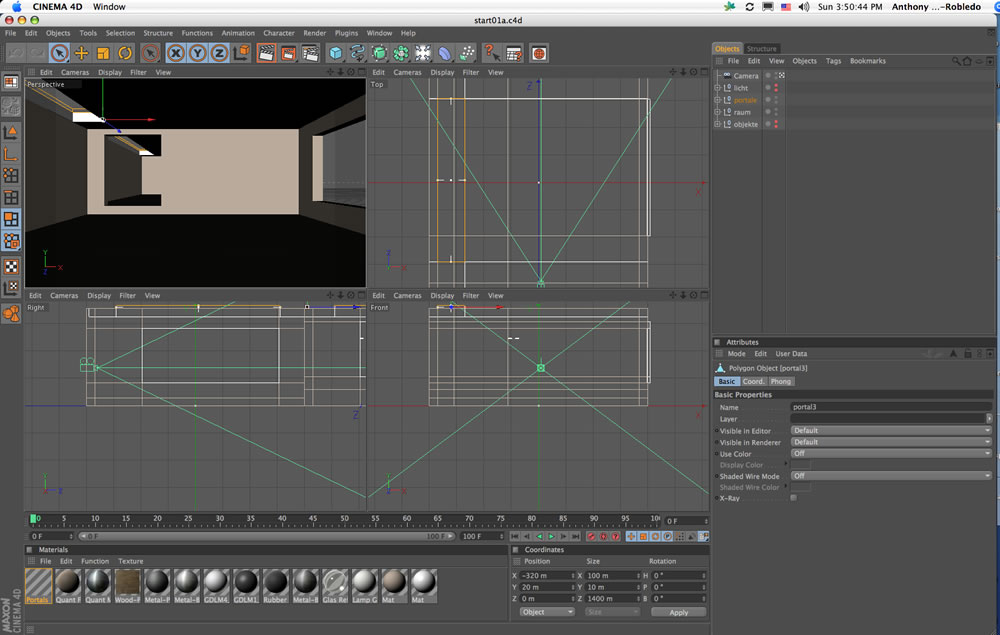 CINEMA 4D Window
Sun 3:50:44 PM Anthony ...-Robledo
start01a.c4d
File Edit Objects Tools Selection Structure Functions Animation Character Render Plugins Window Help
X Y Z
Objects Structure
File Edit View Objects Tags Bookmarks
Camera
licht
portale
raum
objekte
Edit Cameras Display Filter View
Perspective
Y
X
Z
Edit Cameras Display Filter View
Top
Z
X
Z
X
Edit Cameras Display Filter View
Right
Z
Y
Z
Edit Cameras Display Filter View
Front
X
Y
X
Attributes
Mode Edit User Data
Polygon Object [portal3]
Basic Coord. Phong
Basic Properties
Name portal3
Layer
Visible in Editor Default
Visible in Renderer Default
Use Color Off
Display Color
Shaded Wire Mode Off
Shaded Wire Color
X-Ray
0 5 10 15 20 25 30 35 40 45 50 55 60 65 70 75 80 85 90 95 10 0 F
0 F 0 F 100 F 100 F
Materials
File Edit Function Texture
Portals Quant F Quant M Wood-P Metal-P Metal-B GOLM4 GOLM1 Rubber Metal-B Glas Re Lamp G Mat Mat
Coordinates
Position Size Rotation
X -320 m X 100 m H 0 °
Y 20 m Y 10 m P 0 °
Z 0 m Z 1400 m B 0 °
Object Size Apply
MAXON
CINEMA 4D